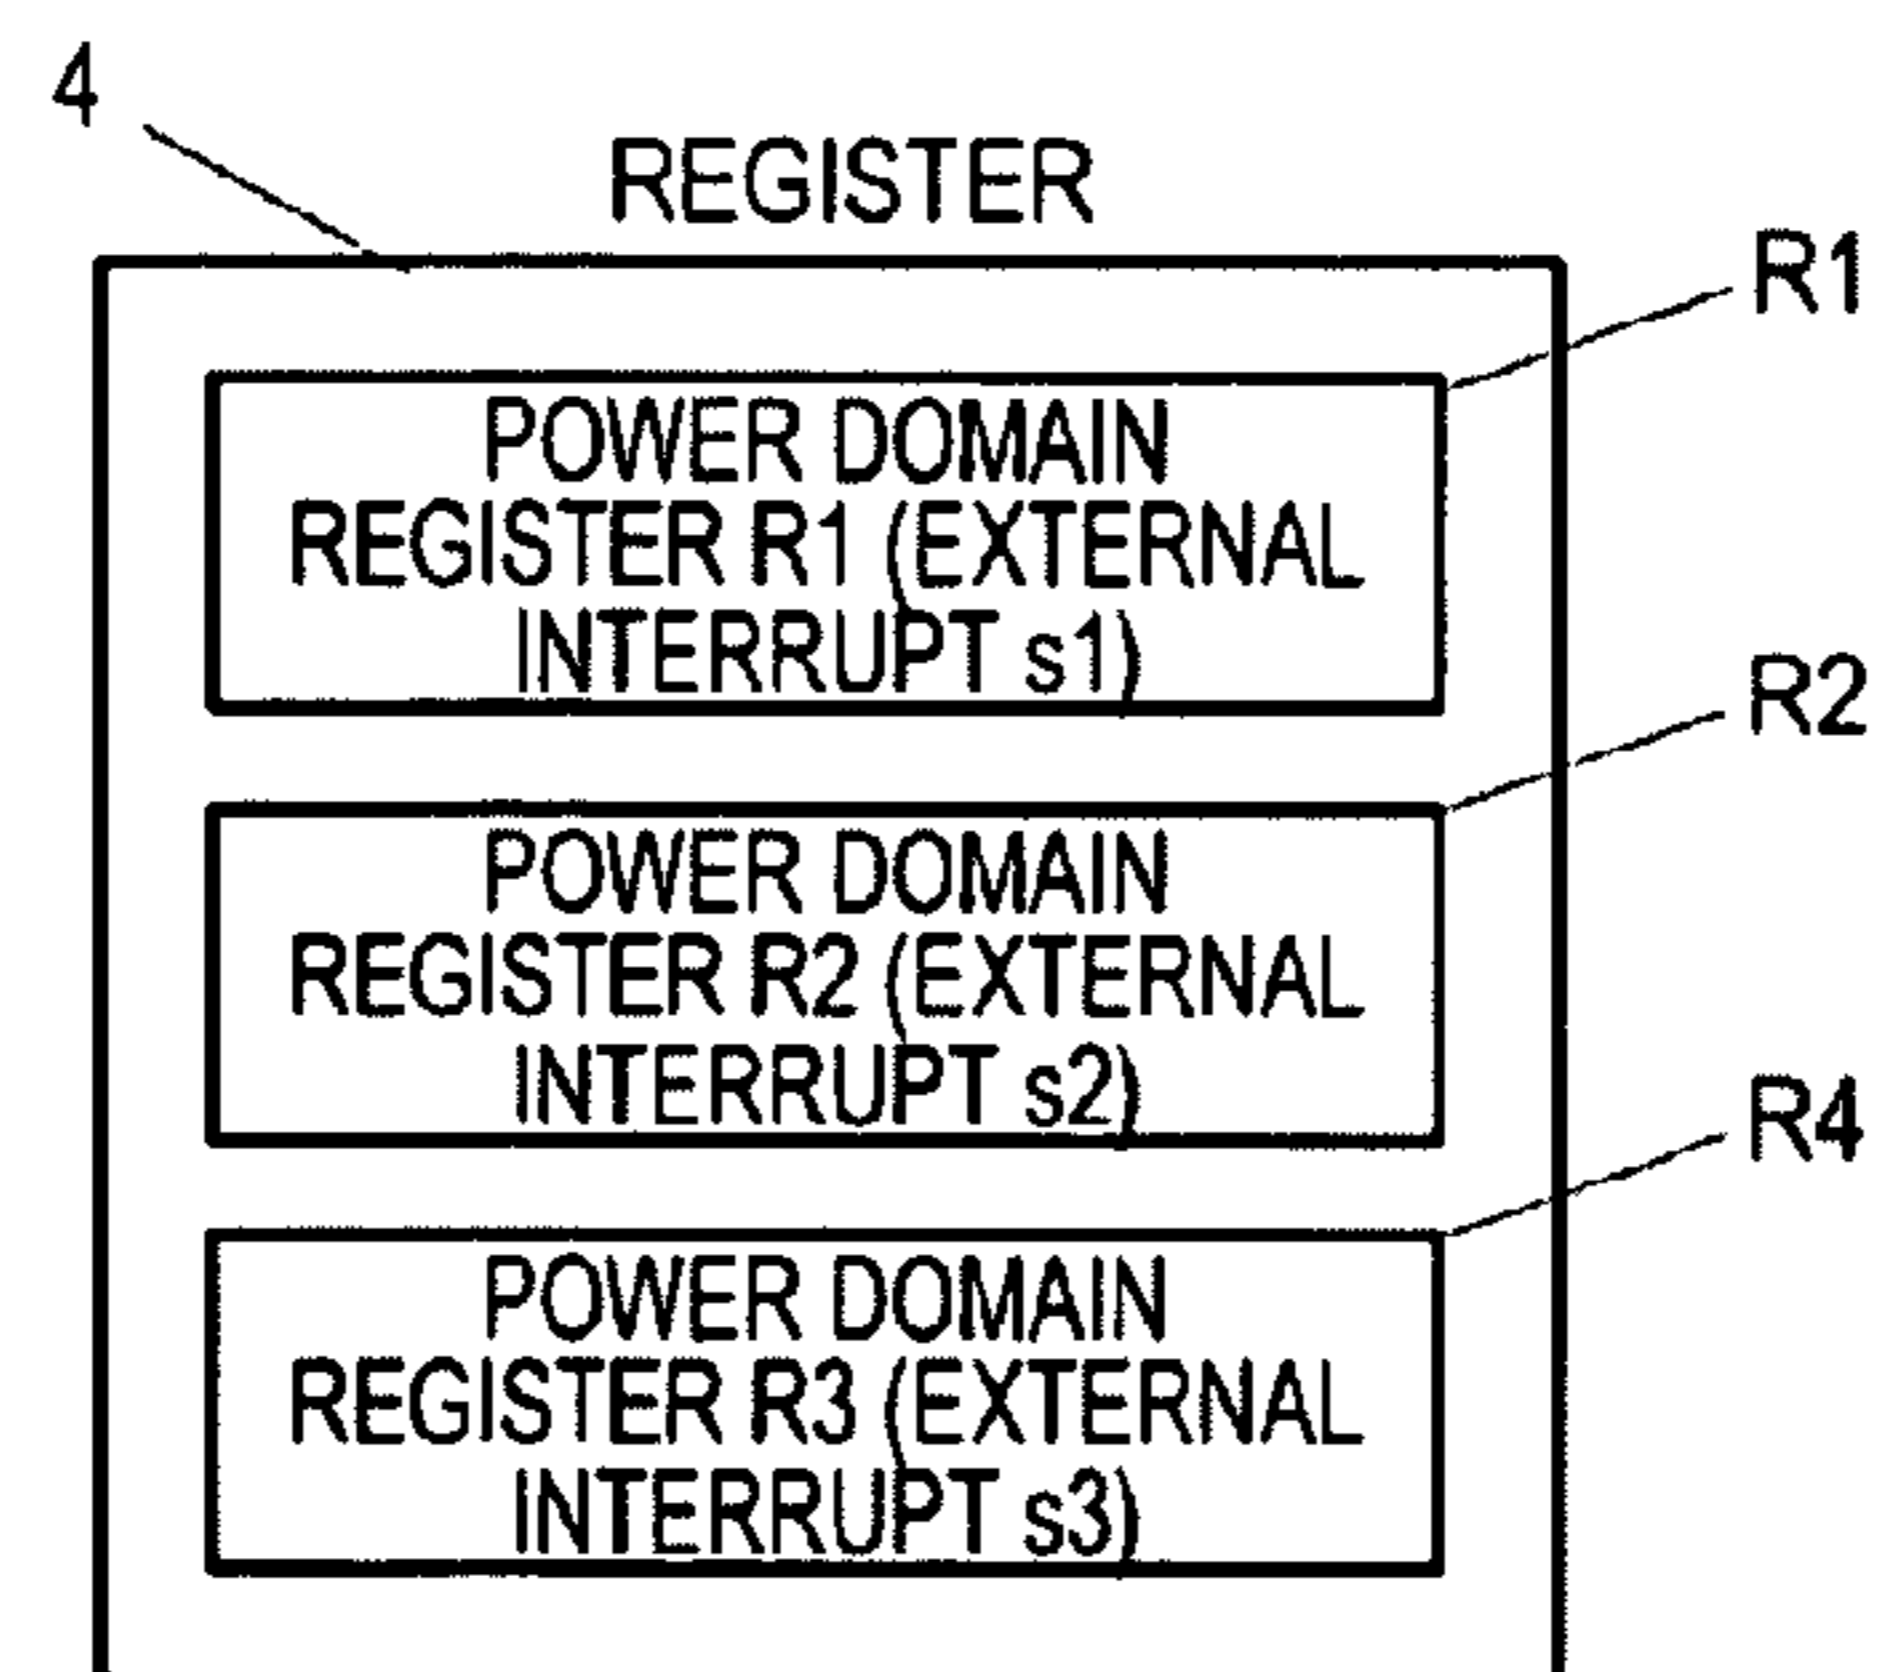 4
REGISTER
R1
POWER DOMAIN
REGISTER R1 (EXTERNAL
INTERRUPT s1)
R2
POWER DOMAIN
REGISTER R2 (EXTERNAL
INTERRUPT s2)
R4
POWER DOMAIN
REGISTER R3 (EXTERNAL
INTERRUPT s3)